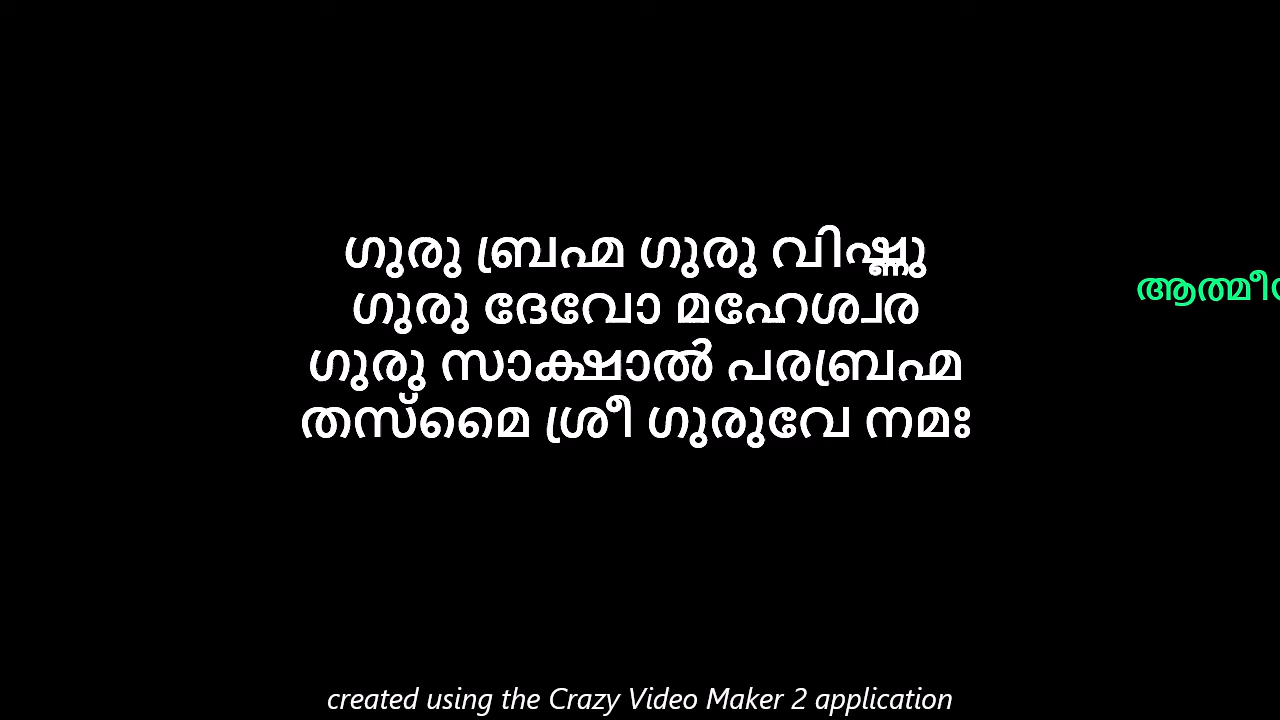 ഗുരു ബ്രഹ്മ ഗുരു വിഷ്ണു
ഗുരു ദേവോ മഹേശ്വര
ഗുരു സാക്ഷാൽ പരബ്രഹ്മ
തസ്മൈ ശ്രീ ഗുരുവേ നമഃ
created using the Crazy Video Maker 2 application